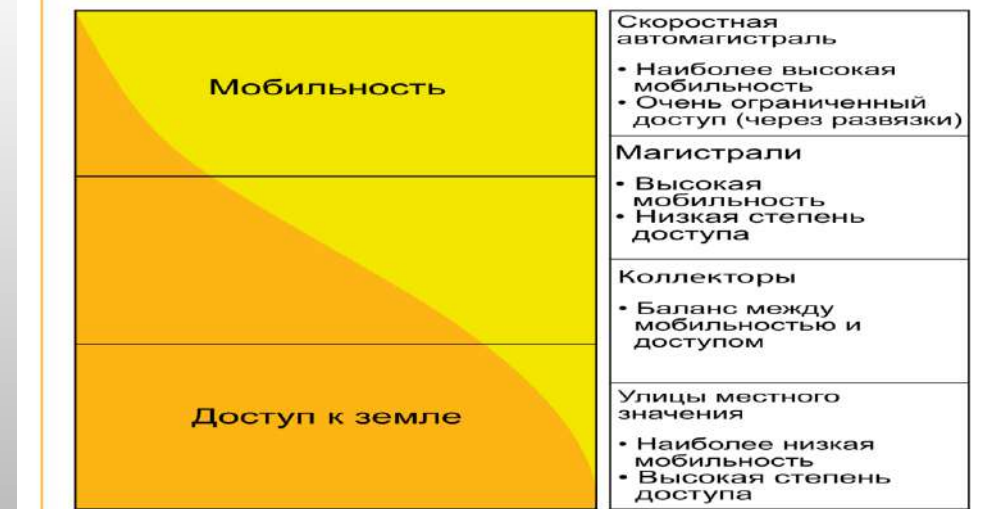 Мобильность
Доступ к земле
Скоростная
автомагистраль
• Наиболее высокая
мобильность
• Очень ограниченный
доступ (через развязки)
Магистрали
• Высокая
мобильность
• Низкая степень
доступа
Коллекторы
• Баланс между
мобильностью и
доступом
Улицы местного
значения
• Наиболее низкая
мобильность
• Высокая степень
доступа